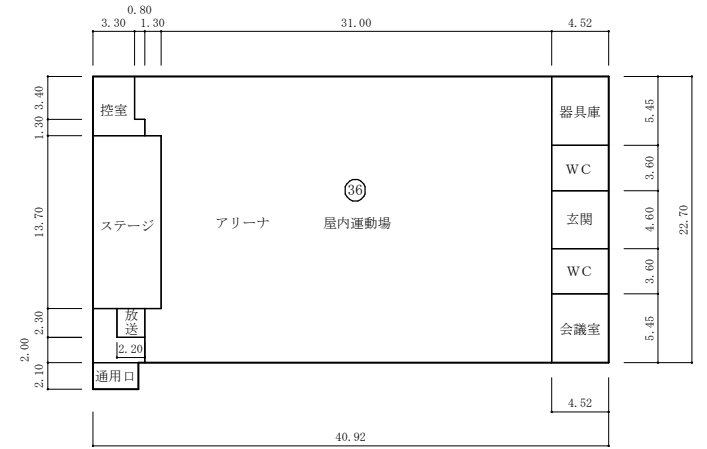 0.80
3.30 1.30 31.00 4.52
3.40
1.30
13.70
2.30
2.00
2.10
控室
ステージ
放送
2.20
通用口
アリーナ
㊱
屋内運動場
器具庫
WC
玄関
WC
会議室
5.45
3.60
4.60
3.60
5.45
22.70
4.52
40.92